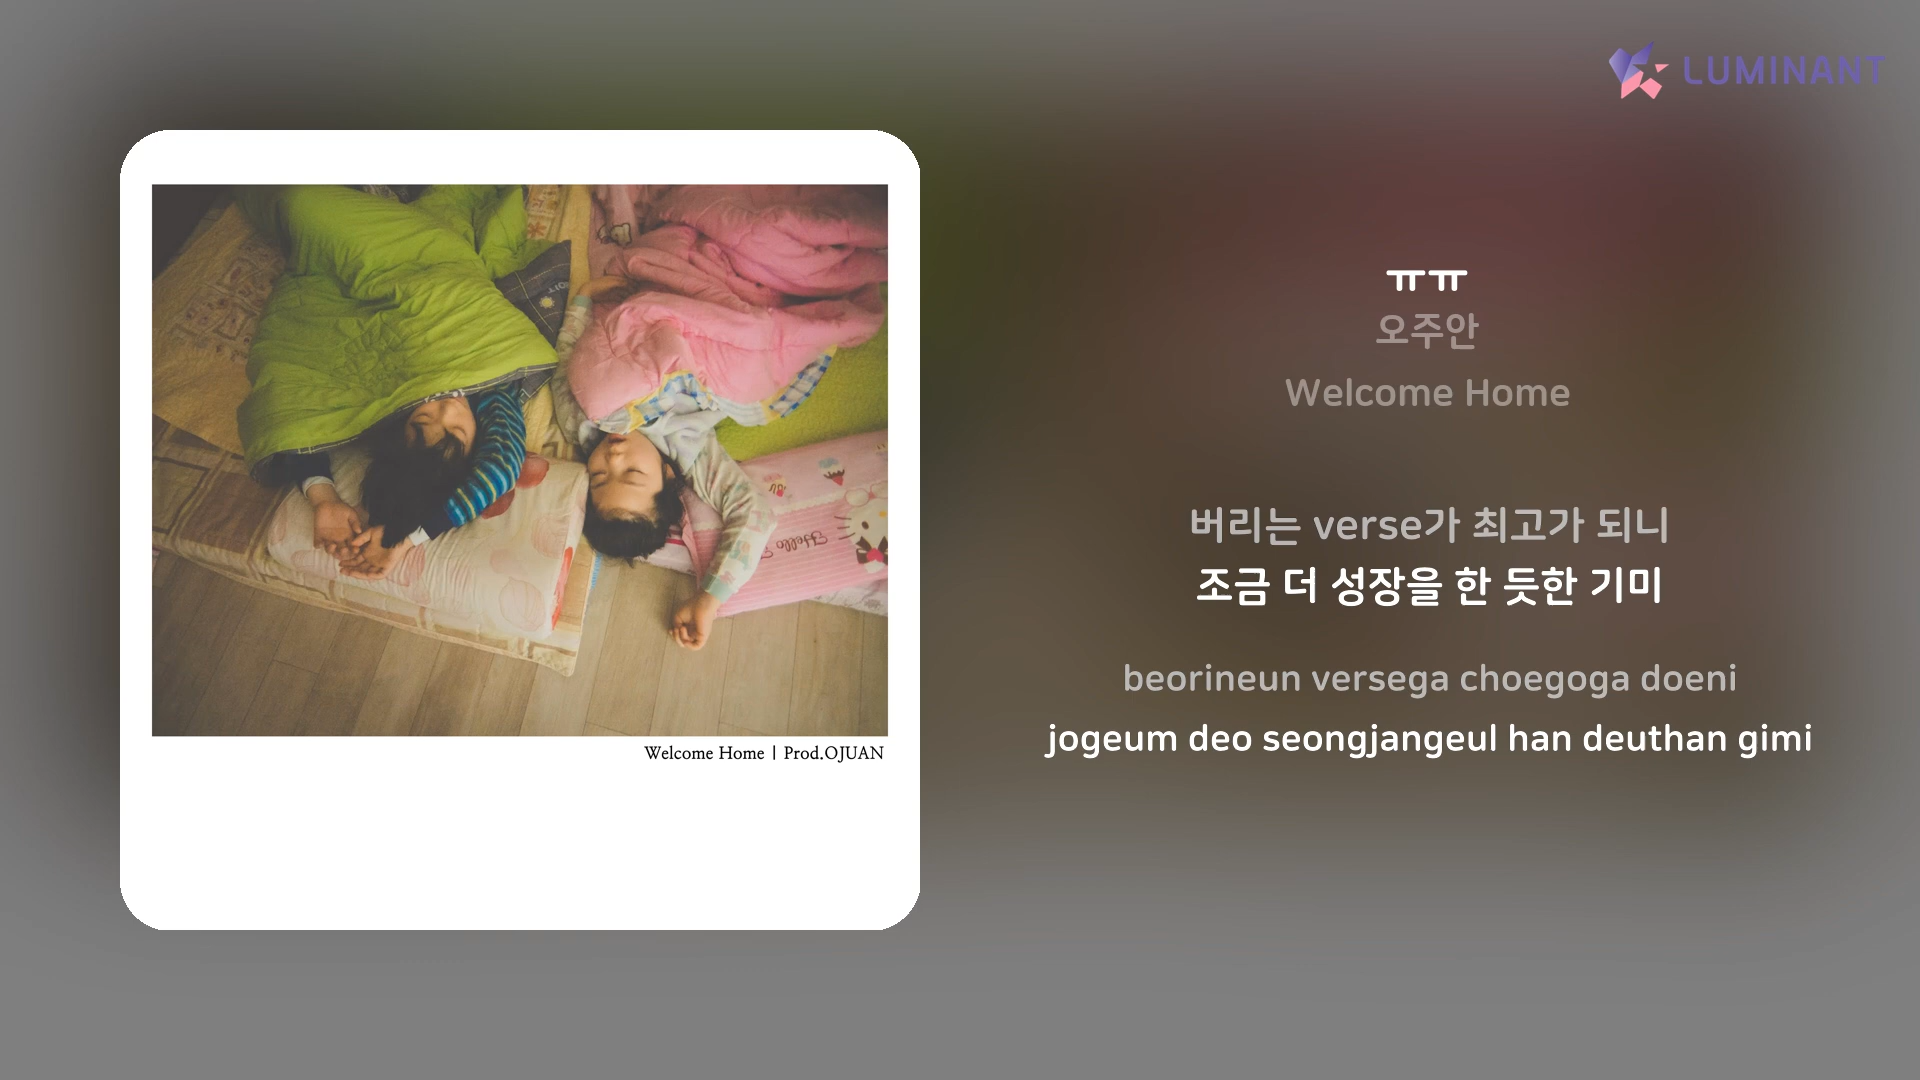 LUMINANT
Hello
Welcome Home | Prod.OJUAN
ㅠㅠ
오주안
Welcome Home
버리는 verse가 최고가 되니
조금 더 성장을 한 듯한 기미
beorineun versega choegoga doeni
jogeum deo seongjangeul han deuthan gimi